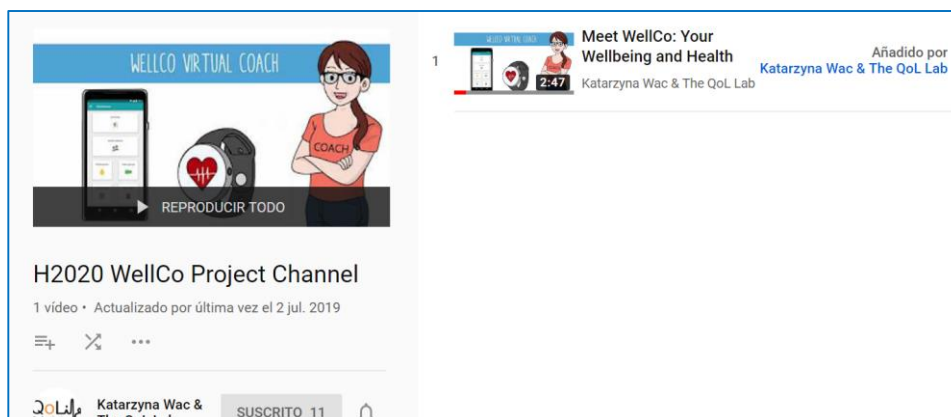 WELLCO VIRTUAL COACH
COACH
REPRODUCIR TODO
H2020 WellCo Project Channel
1 vídeo • Actualizado por última vez el 2 jul. 2019
QoL
Katarzyna Wac &
SUSCRITO 11
1
WELLCO VIRTUAL COACH
2:47
Meet WellCo: Your
Wellbeing and Health
Katarzyna Wac & The QoL Lab
Añadido por
Katarzyna Wac & The QoL Lab